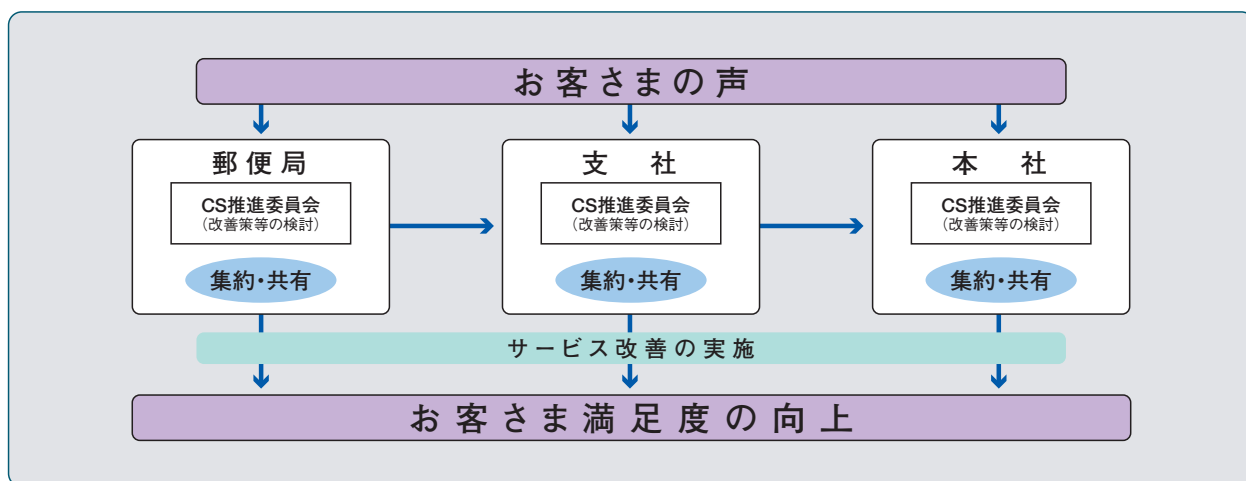 お客さまの声
郵便局
CS推進委員会
(改善策等の検討)
集約・共有
支 社
CS推進委員会
(改善策等の検討)
集約・共有
本 社
CS推進委員会
(改善策等の検討)
集約・共有
サービス改善の実施
お客さま満足度の向上